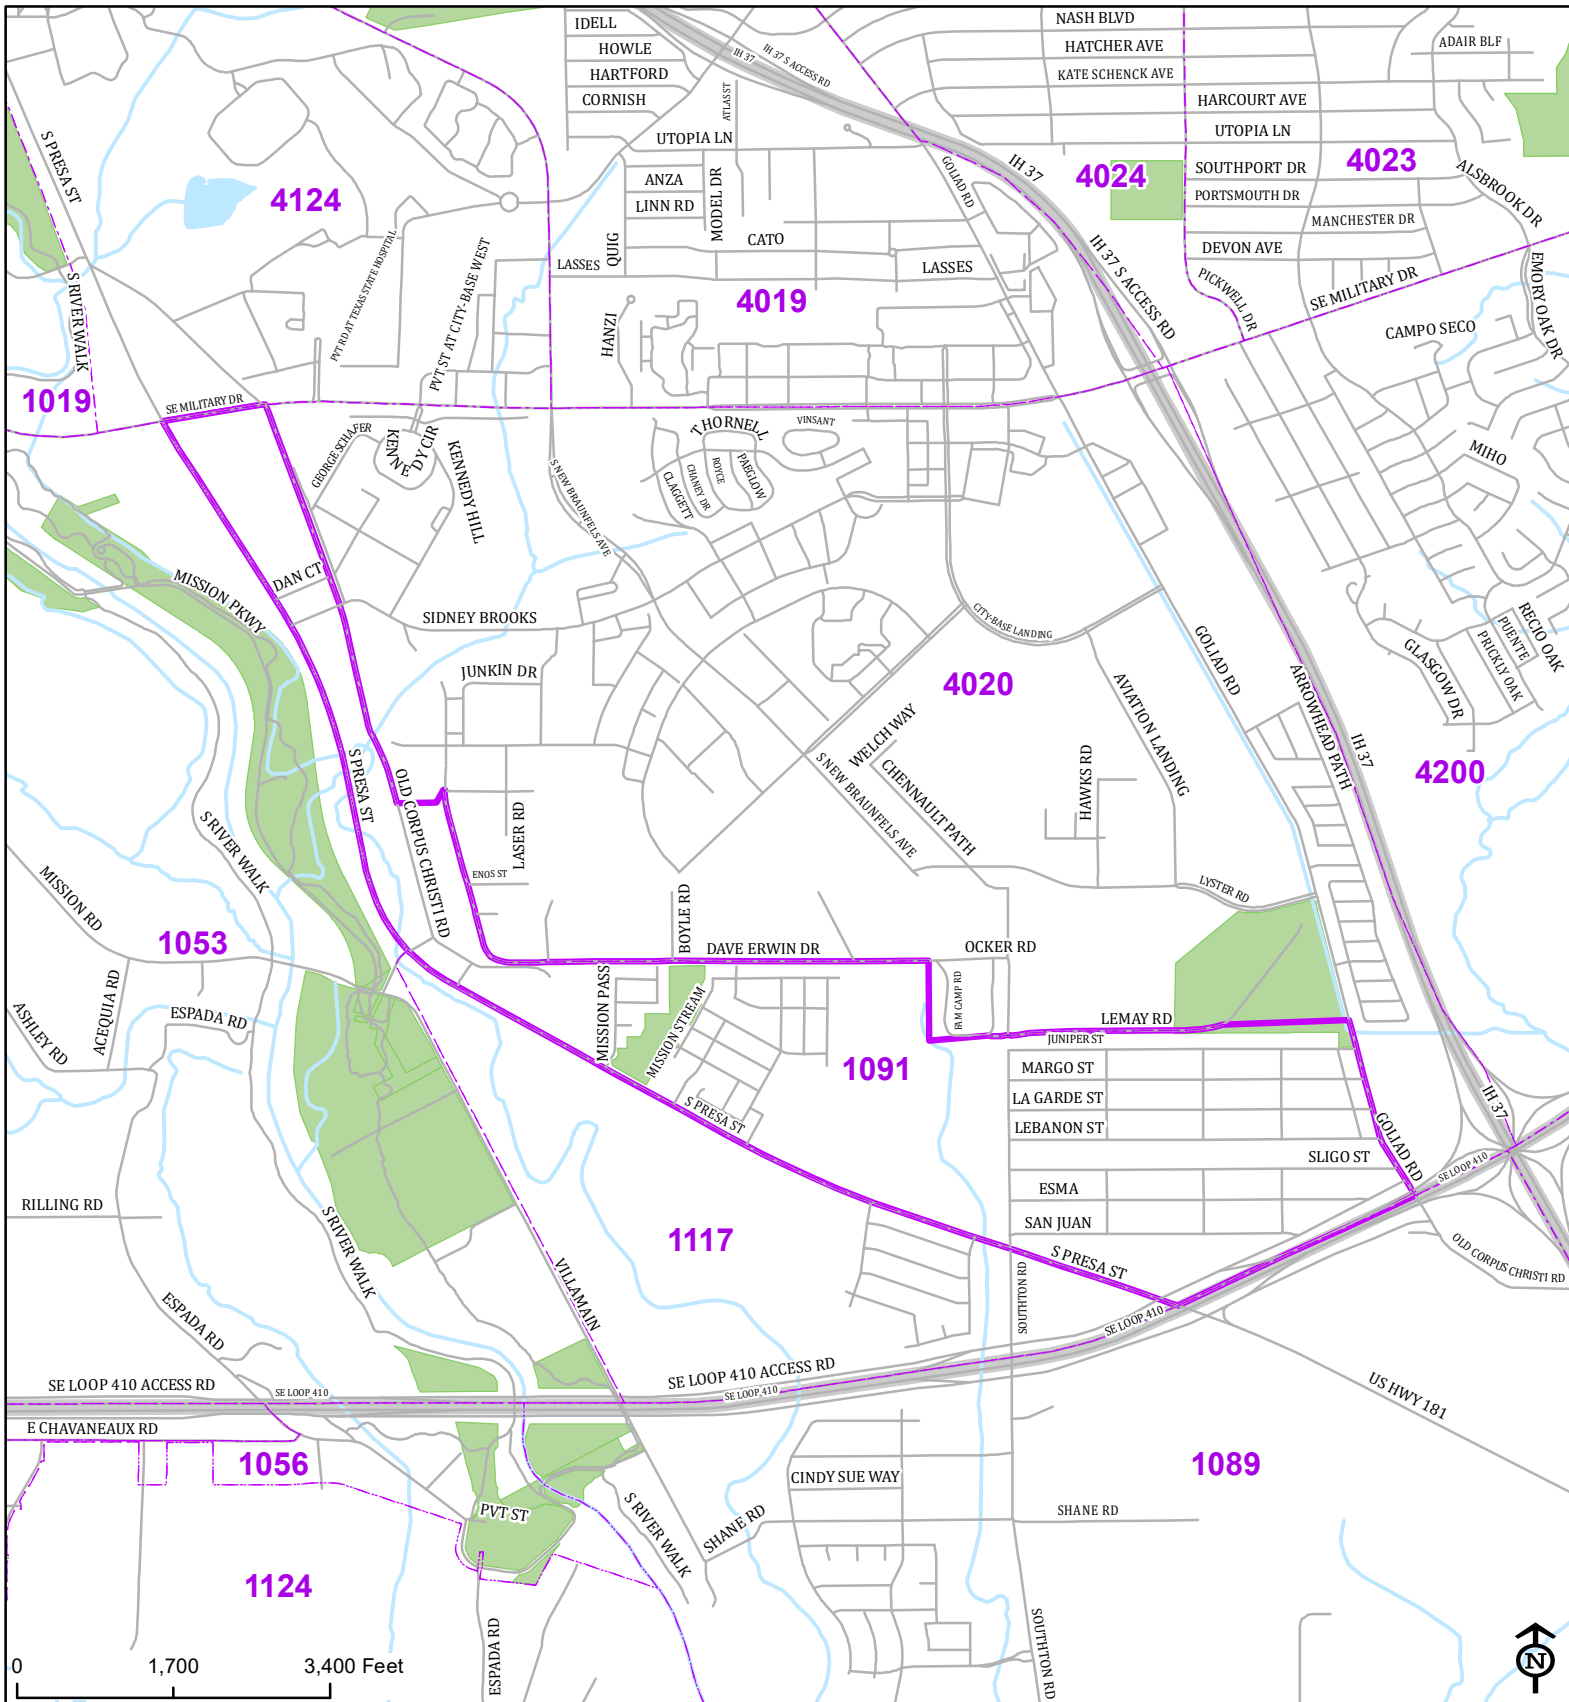 IDELL
HOWLE
HARTFORD
CORNISH
IH 37
IH 37 S ACCESS RD
NASH BLVD
HATCHER AVE
KATE SCHENCK AVE
ADAIR BLF
HARCOURT AVE
UTOPIA LN
ATLAS ST
UTOPIA LN
S PRESA ST
4124
ANZA
LINN RD
MODEL DR
GOLIAD RD
IH 37
4024
SOUTHPORT DR
4023
PORTSMOUTH DR
ALSBROOK DR
MANCHESTER DR
DEVON AVE
CATO
QUIG
LASSES
LASSES
S RIVER WALK
PVT RD AT TEXAS STATE HOSPITAL
PVT ST AT CITY-BASE WEST
4019
HANZI
IH 37 S ACCESS RD
PICKWELL DR
SE MILITARY DR
EMORY OAK DR
CAMPO SECO
1019
SE MILITARY DR
GEORGE SCHAFER
KENNEDY CIR
KENNEDY HILL
THORNELL
VINSANT
CLAGGETT
CHANEY DR
ROYCE
PAEGLOW
S NEW BRAUNFELS AVE
MIHO
DAN CT
MISSION PKWY
SIDNEY BROOKS
CITY-BASE LANDING
JUNKIN DR
4020
GOLIAD RD
RECIO OAK
PUENTE
PRICKLY OAK
GLASGOW DR
AVIATION LANDING
ARROWHEAD PATH
IH 37
4200
WELCH WAY
S NEW BRAUNFELS AVE
CHENNAULT PATH
HAWKS RD
S PRESA ST
OLD CORPUS CHRISTI RD
LASER RD
ENOS ST
S RIVER WALK
MISSION RD
LYSTER RD
1053
BOYLE RD
DAVE ERWIN DR
OCKER RD
ACEQUIA RD
ASHLEY RD
ESPADA RD
MISSION PASS
MISSION STREAM
FAM CAMP RD
LEMAY RD
JUNIPER ST
1091
MARGO ST
LA GARDE ST
LEBANON ST
S PRESA ST
IH 37
GOLIAD RD
SLIGO ST
SE LOOP 410
ESMA
SAN JUAN
RILLING RD
S RIVER WALK
1117
S PRESA ST
OLD CORPUS CHRISTI RD
VILLAMAIN
SOUTHTON RD
ESPADA RD
SE LOOP 410
SE LOOP 410 ACCESS RD
SE LOOP 410
SE LOOP 410 ACCESS RD
SE LOOP 410
US HWY 181
E CHAVANEAUX RD
1056
1089
CINDY SUE WAY
PVT ST
S RIVER WALK
SHANE RD
SHANE RD
1124
ESPADA RD
SOUTHTON RD
0 1,700 3,400 Feet
N